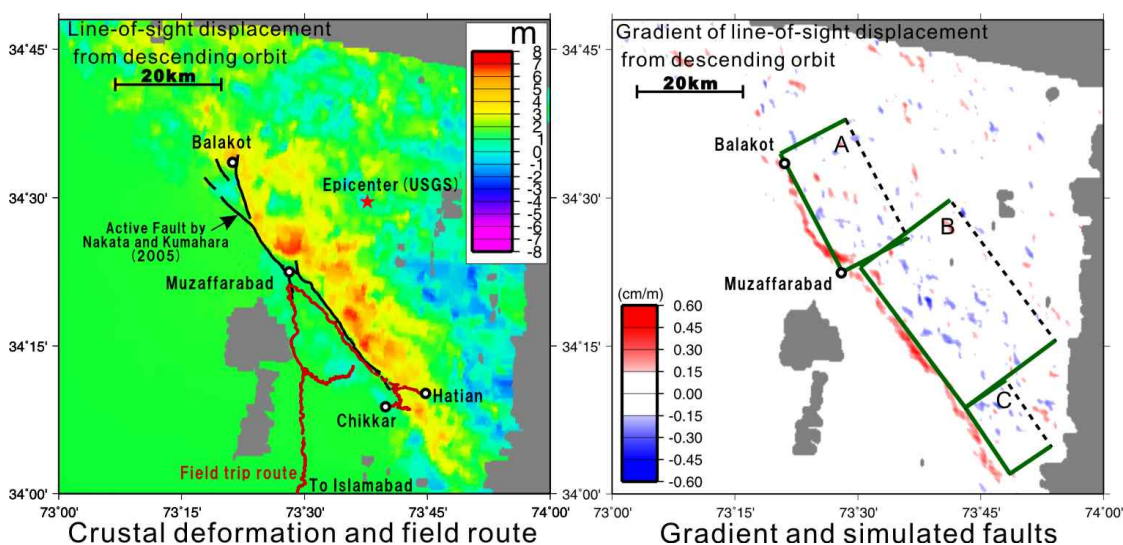 Line-of-sight displacement
from descending orbit
20km
m
8
7
6
5
4
3
2
1
0
-1
-2
-3
-4
-5
-6
-7
-8
Balakot
Epicenter (USGS)
Active Fault by
Nakata and Kumahara
(2005)
Muzaffarabad
Hatian
Chikkar
Field trip route
To Islamabad
34°45'
34°30'
34°15'
34°00'
73°00'
73°15'
73°30'
73°45'
74°00'
Crustal deformation and field route
Gradient of line-of-sight displacement
from descending orbit
20km
Balakot
A
B
Muzaffarabad
C
(cm/m)
0.60
0.45
0.30
0.15
0.00
-0.15
-0.30
-0.45
-0.60
34°45'
34°30'
34°15'
34°00'
73°00'
73°15'
73°30'
73°45'
74°00'
Gradient and simulated faults